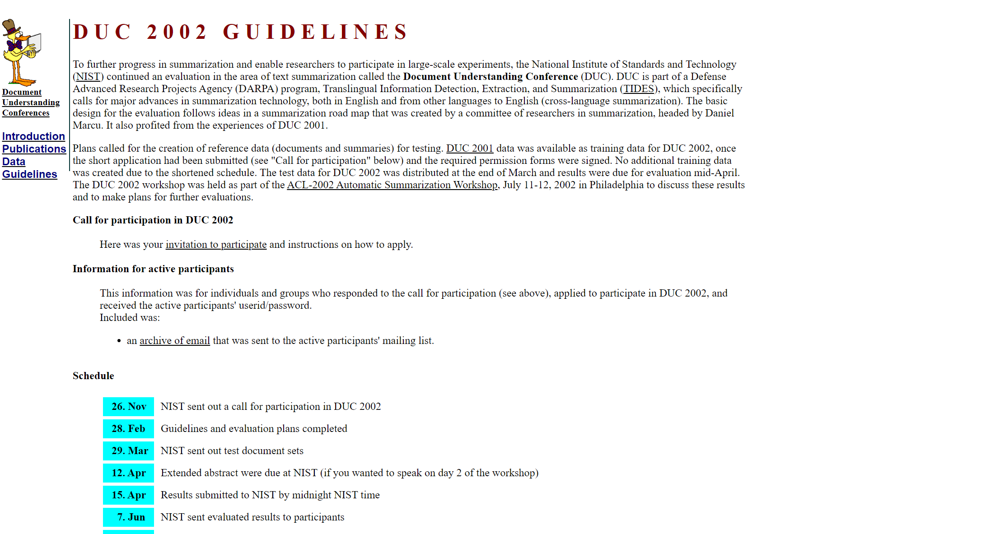 Document
Understanding
Conferences
Introduction
Publications
Data
Guidelines
DUC 2002 GUIDELINES
To further progress in summarization and enable researchers to participate in large-scale experiments, the National Institute of Standards and Technology
(NIST) continued an evaluation in the area of text summarization called the Document Understanding Conference (DUC). DUC is part of a Defense
Advanced Research Projects Agency (DARPA) program, Translingual Information Detection, Extraction, and Summarization (TIDES), which specifically
calls for major advances in summarization technology, both in English and from other languages to English (cross-language summarization). The basic
design for the evaluation follows ideas in a summarization road map that was created by a committee of researchers in summarization, headed by Daniel
Marcu. It also profited from the experiences of DUC 2001.
Plans called for the creation of reference data (documents and summaries) for testing. DUC 2001 data was available as training data for DUC 2002, once
the short application had been submitted (see "Call for participation" below) and the required permission forms were signed. No additional training data
was created due to the shortened schedule. The test data for DUC 2002 was distributed at the end of March and results were due for evaluation mid-April.
The DUC 2002 workshop was held as part of the ACL-2002 Automatic Summarization Workshop, July 11-12, 2002 in Philadelphia to discuss these results
and to make plans for further evaluations.
Call for participation in DUC 2002
Here was your invitation to participate and instructions on how to apply.
Information for active participants
This information was for individuals and groups who responded to the call for participation (see above), applied to participate in DUC 2002, and
received the active participants' userid/password.
Included was:
• an archive of email that was sent to the active participants' mailing list.
Schedule
26. Nov NIST sent out a call for participation in DUC 2002
28. Feb Guidelines and evaluation plans completed
29. Mar NIST sent out test document sets
12. Apr Extended abstract were due at NIST (if you wanted to speak on day 2 of the workshop)
15. Apr Results submitted to NIST by midnight NIST time
7. Jun NIST sent evaluated results to participants